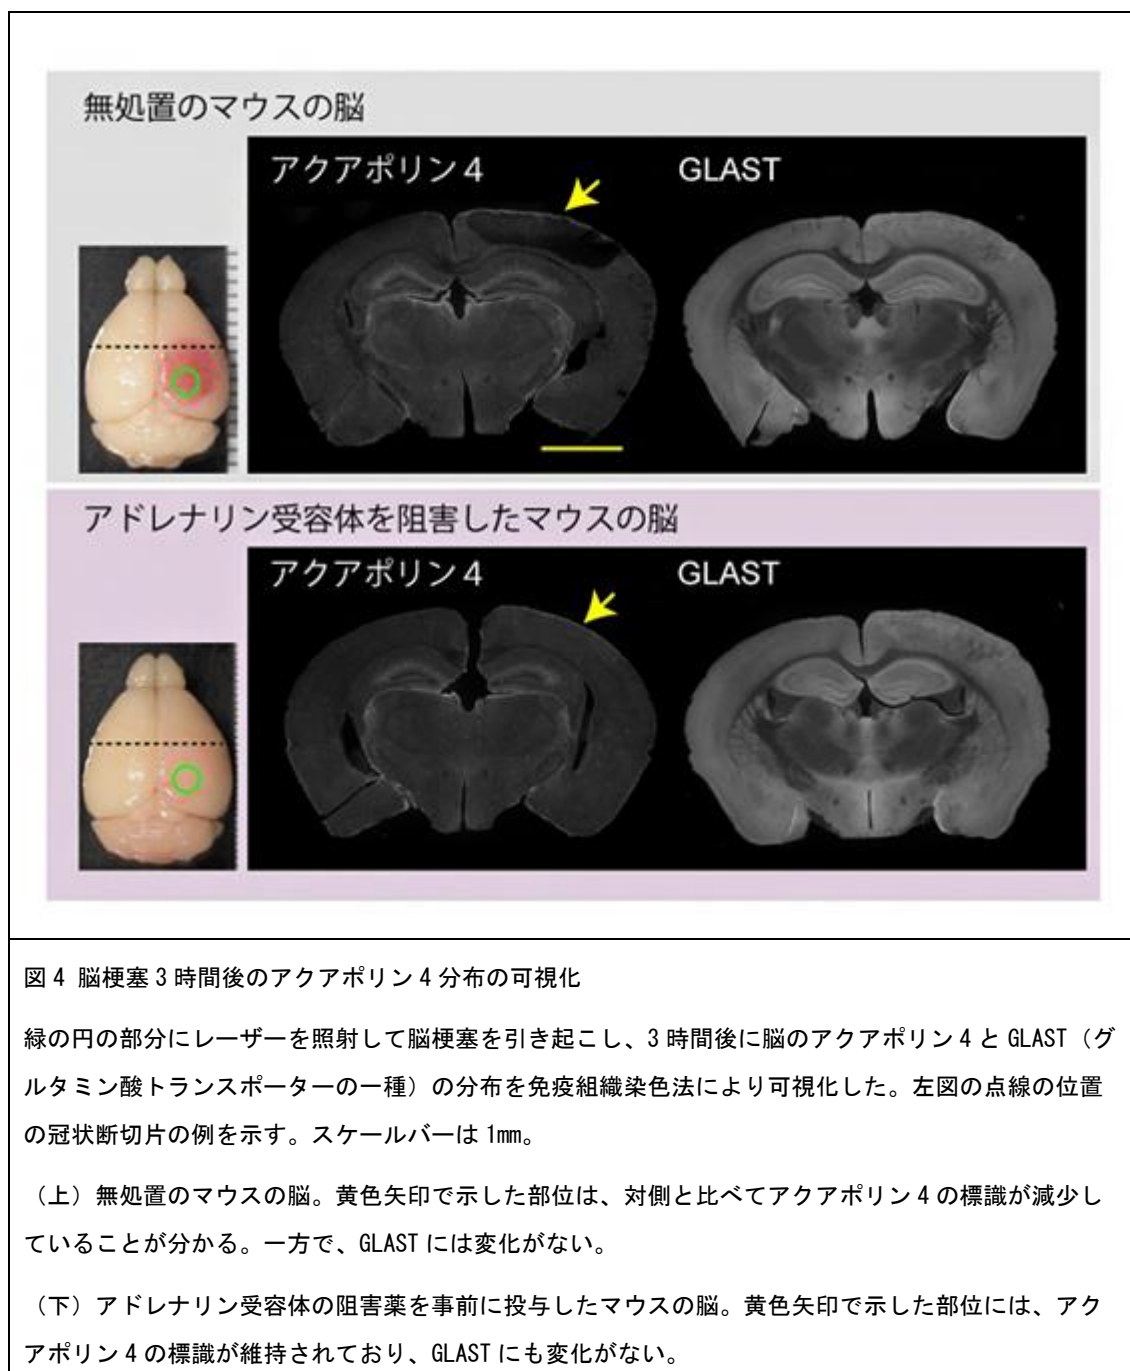 無処置のマウスの脳
アクアポリン4
GLAST
アドレナリン受容体を阻害したマウスの脳
アクアポリン4
GLAST
図4 脳梗塞3時間後のアクアポリン4分布の可視化
緑の円の部分にレーザーを照射して脳梗塞を引き起こし、3時間後に脳のアクアポリン4とGLAST（グ
ルタミン酸トランスポーターの一種）の分布を免疫組織染色法により可視化した。左図の点線の位置
の冠状断切片の例を示す。スケールバーは1mm。
（上）無処置のマウスの脳。黄色矢印で示した部位は、対側と比べてアクアポリン4の標識が減少し
ていることが分かる。一方で、GLASTには変化がない。
（下）アドレナリン受容体の阻害薬を事前に投与したマウスの脳。黄色矢印で示した部位には、アク
アポリン4の標識が維持されており、GLASTにも変化がない。